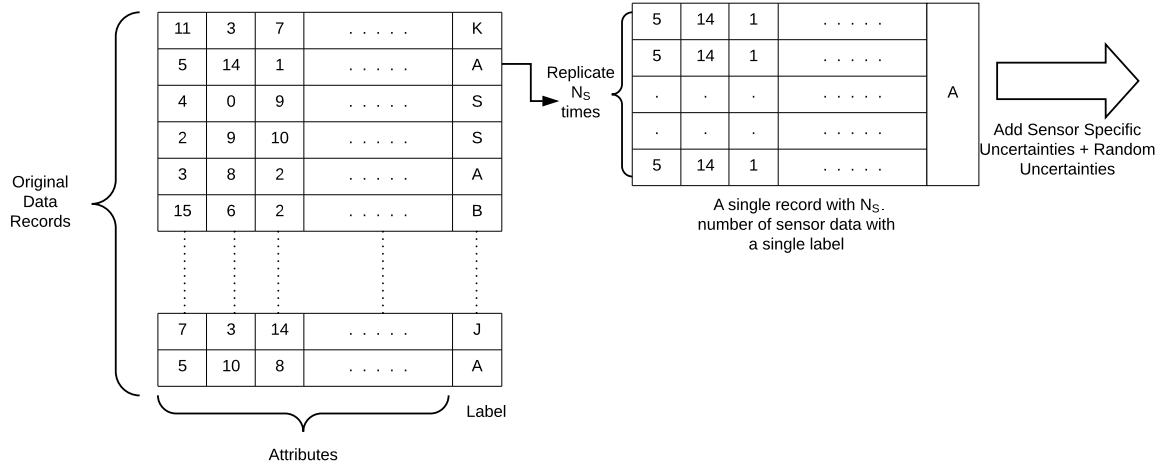 11 3 7 . . . . . K
5 14 1 . . . . . A
4 0 9 . . . . . S
2 9 10 . . . . . S
3 8 2 . . . . . A
15 6 2 . . . . . B
7 3 14 . . . . . J
5 10 8 . . . . . A
Original
Data
Records
Attributes
Label
Replicate
NS
times
5 14 1 . . . . .
5 14 1 . . . . .
. . . . . . . .
. . . . . . . .
5 14 1 . . . . .
A
A single record with NS.
number of sensor data with
a single label
Add Sensor Specific
Uncertainties + Random
Uncertainties